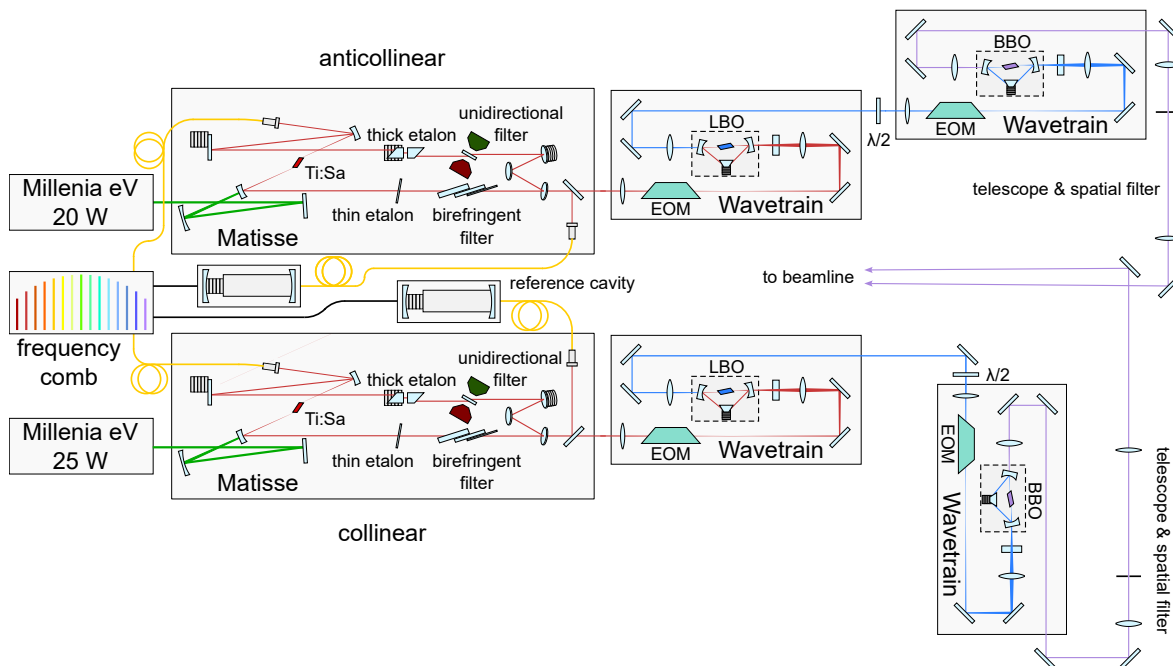 anticollinear
BBO
EOM
Wavetrain
λ/2
unidirectional
filter
thick etalon
LBO
Ti:Sa
Millenia eV
20 W
thin etalon
birefringent
filter
EOM
Wavetrain
Matisse
telescope & spatial filter
to beamline
reference cavity
frequency
comb
unidirectional
filter
thick etalon
LBO
λ/2
Ti:Sa
Millenia eV
25 W
thin etalon
birefringent
filter
EOM
Wavetrain
Matisse
collinear
EOM
BBO
Wavetrain
telescope & spatial filter